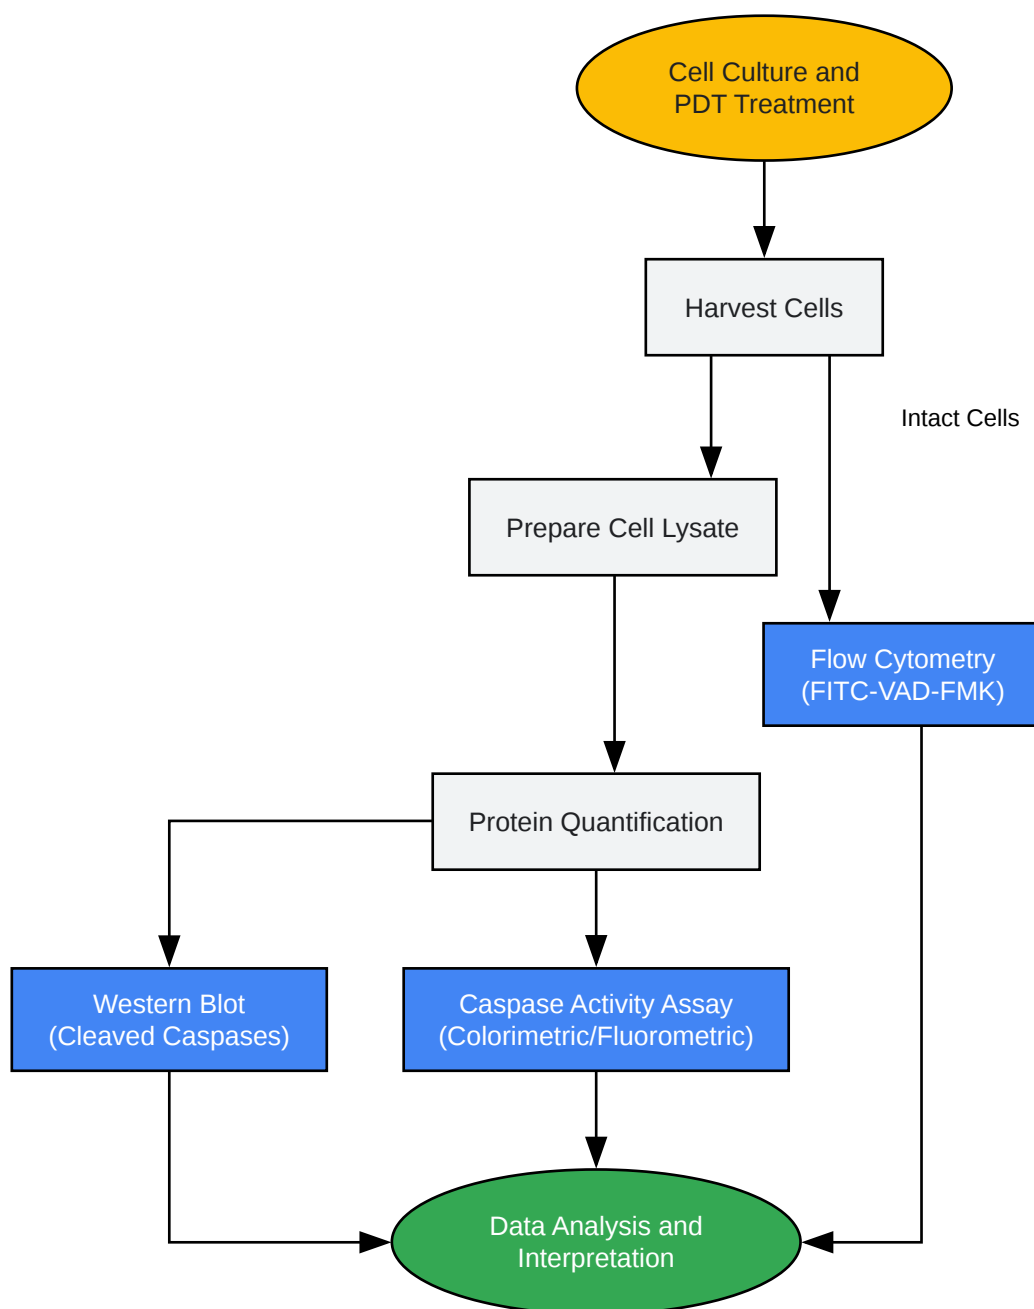 Cell Culture and
PDT Treatment
Harvest Cells
Intact Cells
Prepare Cell Lysate
Flow Cytometry
(FITC-VAD-FMK)
Protein Quantification
Western Blot
(Cleaved Caspases)
Caspase Activity Assay
(Colorimetric/Fluorometric)
Data Analysis and
Interpretation